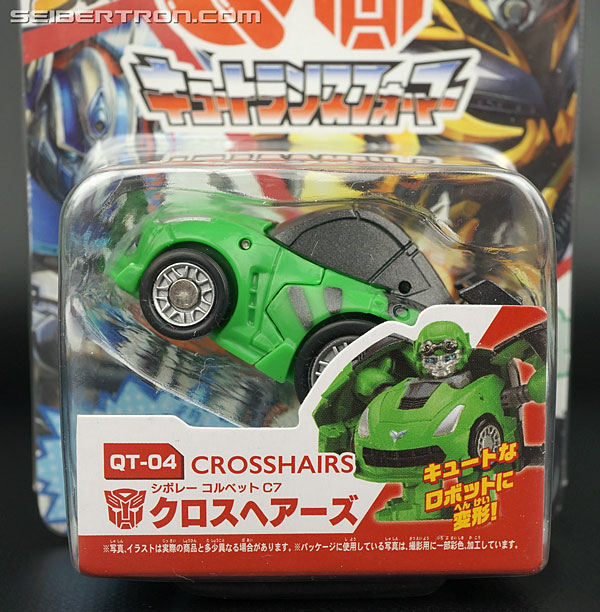 SEIBERTRON.COM
キュートランスフォーマー
QT-04 CROSSHAIRS
シボレー コルベット C7
クロスヘアーズ
キュートな
ロボットに
へんけい
変形!
※写真、イラストは実際の商品と多少異なる場合があります。※パッケージに使用している写真は、撮影用に一部彩色、加工しています。